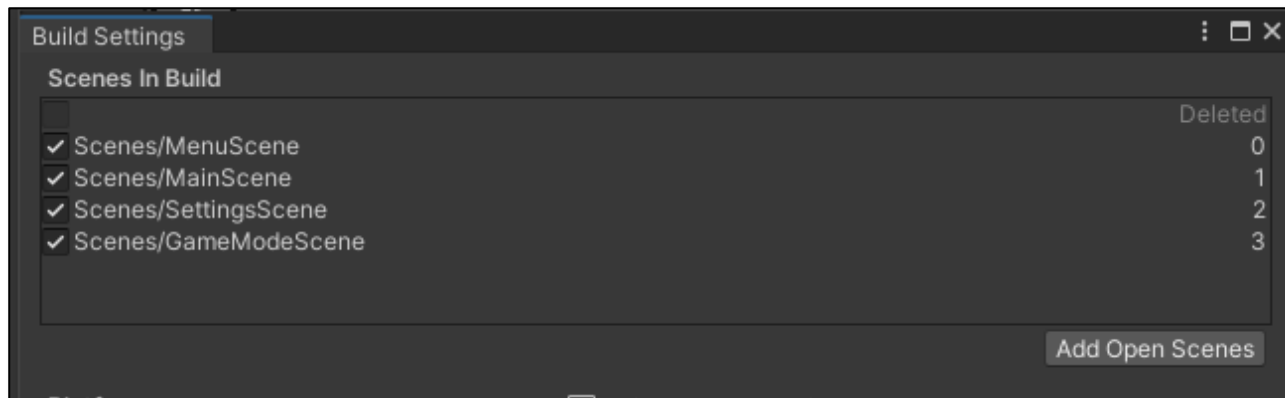 Build Settings
Scenes In Build
Deleted
Scenes/MenuScene 0
Scenes/MainScene 1
Scenes/SettingsScene 2
Scenes/GameModeScene 3
Add Open Scenes